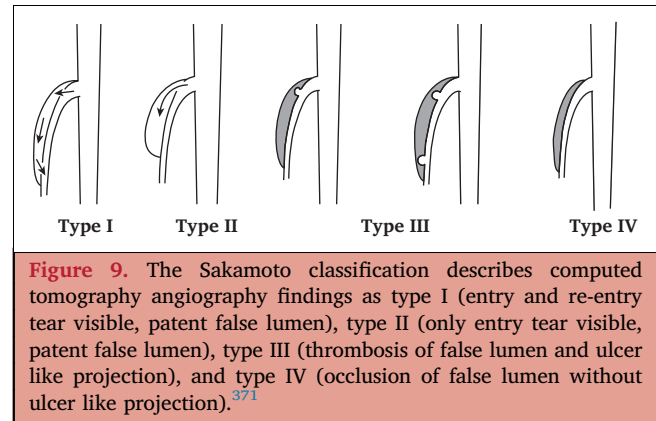 Type I Type II Type III Type IV
Figure 9. The Sakamoto classification describes computed
tomography angiography findings as type I (entry and re-entry
tear visible, patent false lumen), type II (only entry tear visible,
patent false lumen), type III (thrombosis of false lumen and ulcer
like projection), and type IV (occlusion of false lumen without
ulcer like projection).371